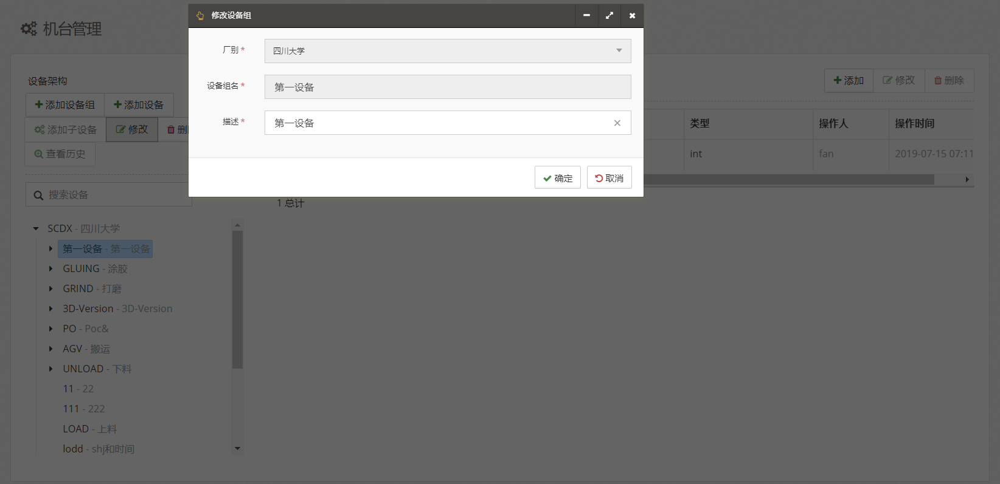 修改设备组
机台管理
厂别 *
四川大学
设备组名 *
第一设备
描述 *
第一设备
确定 取消
设备架构
添加设备组 添加设备
添加子设备 修改
查看历史
搜索设备
SCDX - 四川大学
第一设备 - 第一设备
GLUING - 涂胶
GRIND - 打磨
3D-Version - 3D-Version
PO - Poc&
AGV - 搬运
UNLOAD - 下料
11 - 22
111 - 222
LOAD - 上料
lodd - shj和时间
添加 修改 删除
类型 操作人 操作时间
int fan 2019-07-15 07:11
1 总计